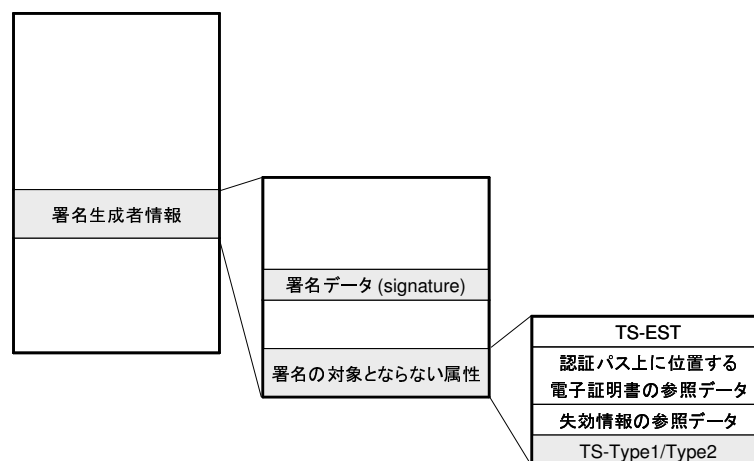 署名生成者情報
署名データ (signature)
署名の対象とならない属性
TS-EST
認証パス上に位置する
電子証明書の参照データ
失効情報の参照データ
TS-Type1/Type2